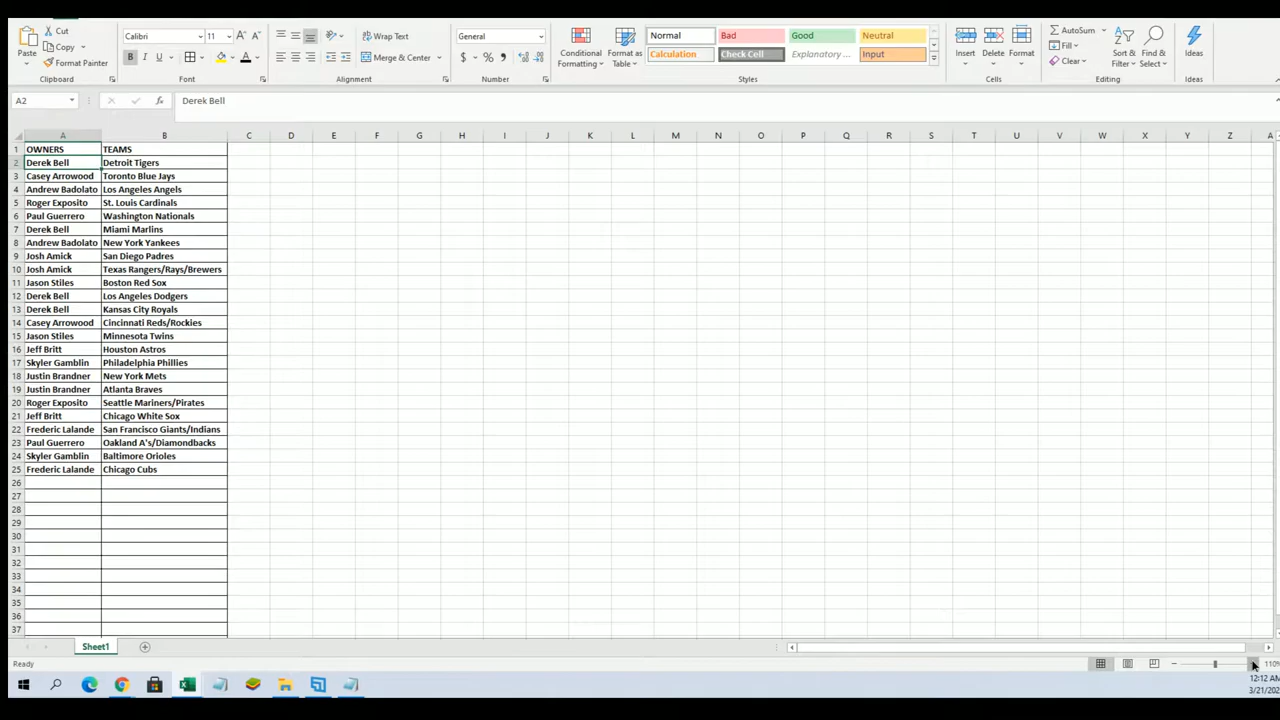 Cut
Copy
Format Painter
Paste
Clipboard
Calibri 11 A A
B I U A
Font
Wrap Text
Merge & Center
Alignment
General
$ % ,
Number
Conditional Formatting
Format as Table
Normal Bad Good Neutral
Calculation Check Cell Explanatory ... Input
Styles
Insert Delete Format
Cells
AutoSum
Fill
Clear
Sort & Filter
Find & Select
Editing
Ideas
Ideas
A2 fx Derek Bell
A B C D E F G H I J K L M N O P Q R S T U V W X Y Z A
1 OWNERS TEAMS
2 Derek Bell Detroit Tigers
3 Casey Arrowood Toronto Blue Jays
4 Andrew Badolato Los Angeles Angels
5 Roger Exposito St. Louis Cardinals
6 Paul Guerrero Washington Nationals
7 Derek Bell Miami Marlins
8 Andrew Badolato New York Yankees
9 Josh Amick San Diego Padres
10 Josh Amick Texas Rangers/Rays/Brewers
11 Jason Stiles Boston Red Sox
12 Derek Bell Los Angeles Dodgers
13 Derek Bell Kansas City Royals
14 Casey Arrowood Cincinnati Reds/Rockies
15 Jason Stiles Minnesota Twins
16 Jeff Britt Houston Astros
17 Skyler Gamblin Philadelphia Phillies
18 Justin Brandner New York Mets
19 Justin Brandner Atlanta Braves
20 Roger Exposito Seattle Mariners/Pirates
21 Jeff Britt Chicago White Sox
22 Frederic Lalande San Francisco Giants/Indians
23 Paul Guerrero Oakland A's/Diamondbacks
24 Skyler Gamblin Baltimore Orioles
25 Frederic Lalande Chicago Cubs
26
27
28
29
30
31
32
33
34
35
36
37
Sheet1
Ready 110%
12:12 AM
3/21/202